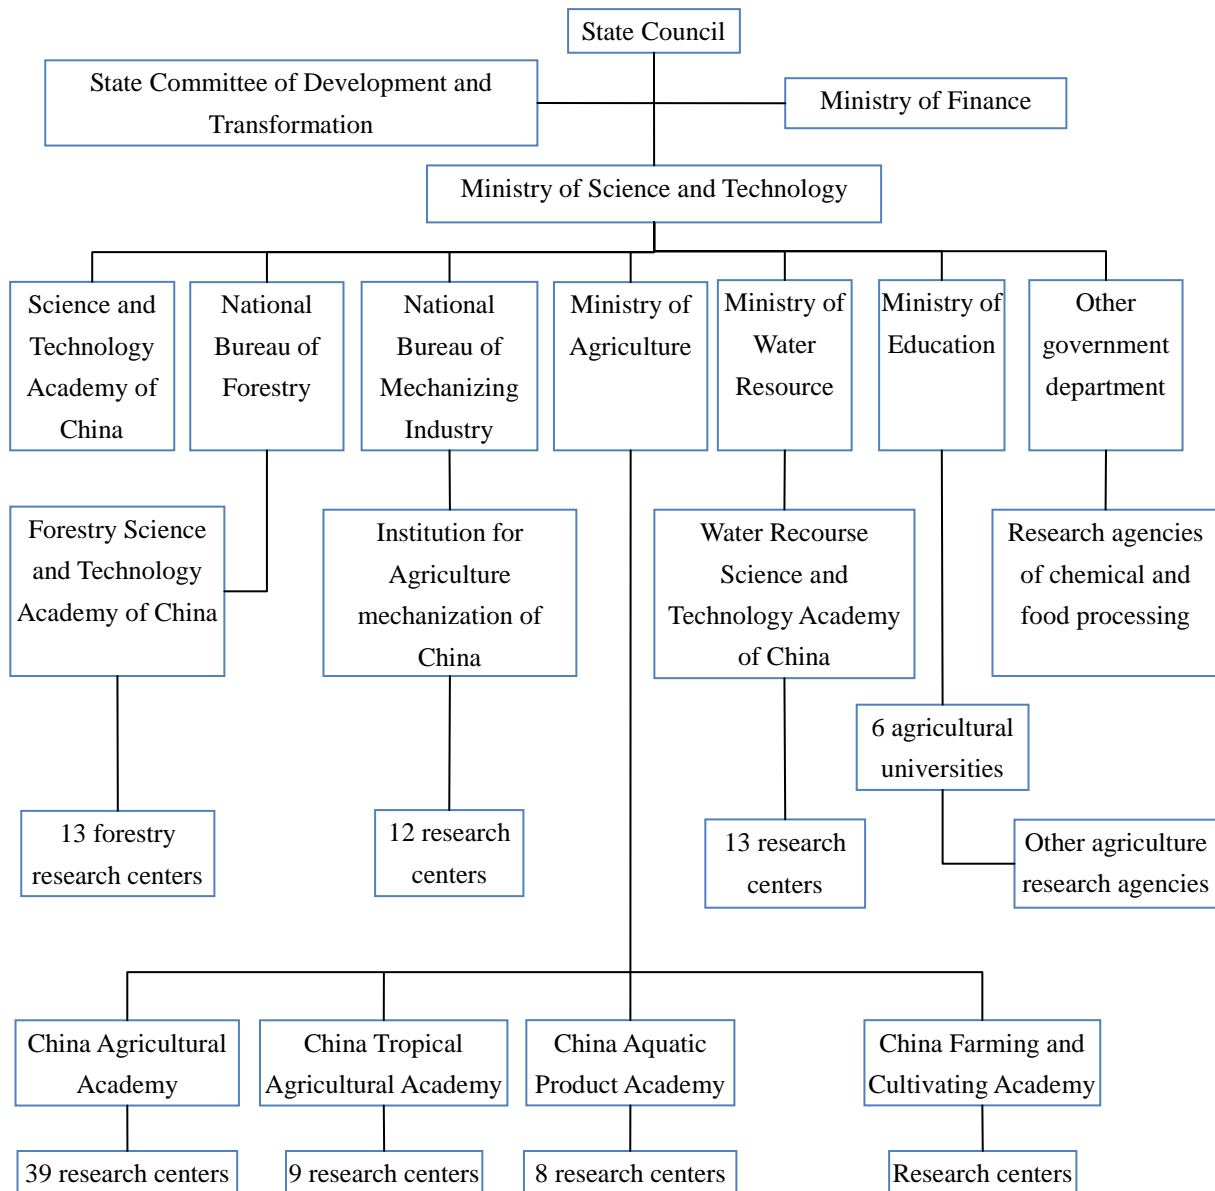 State Council
State Committee of Development and
Transformation
Ministry of Finance
Ministry of Science and Technology
Science and
Technology
Academy of
China
National
Bureau of
Forestry
National
Bureau of
Mechanizing
Industry
Ministry of
Agriculture
Ministry of
Water
Resource
Ministry of
Education
Other
government
department
Forestry Science
and Technology
Academy of China
Institution for
Agriculture
mechanization of
China
Water Recourse
Science and
Technology Academy
of China
Research agencies
of chemical and
food processing
6 agricultural
universities
13 forestry
research centers
12 research
centers
13 research
centers
Other agriculture
research agencies
China Agricultural
Academy
China Tropical
Agricultural Academy
China Aquatic
Product Academy
China Farming and
Cultivating Academy
39 research centers
9 research centers
8 research centers
Research centers